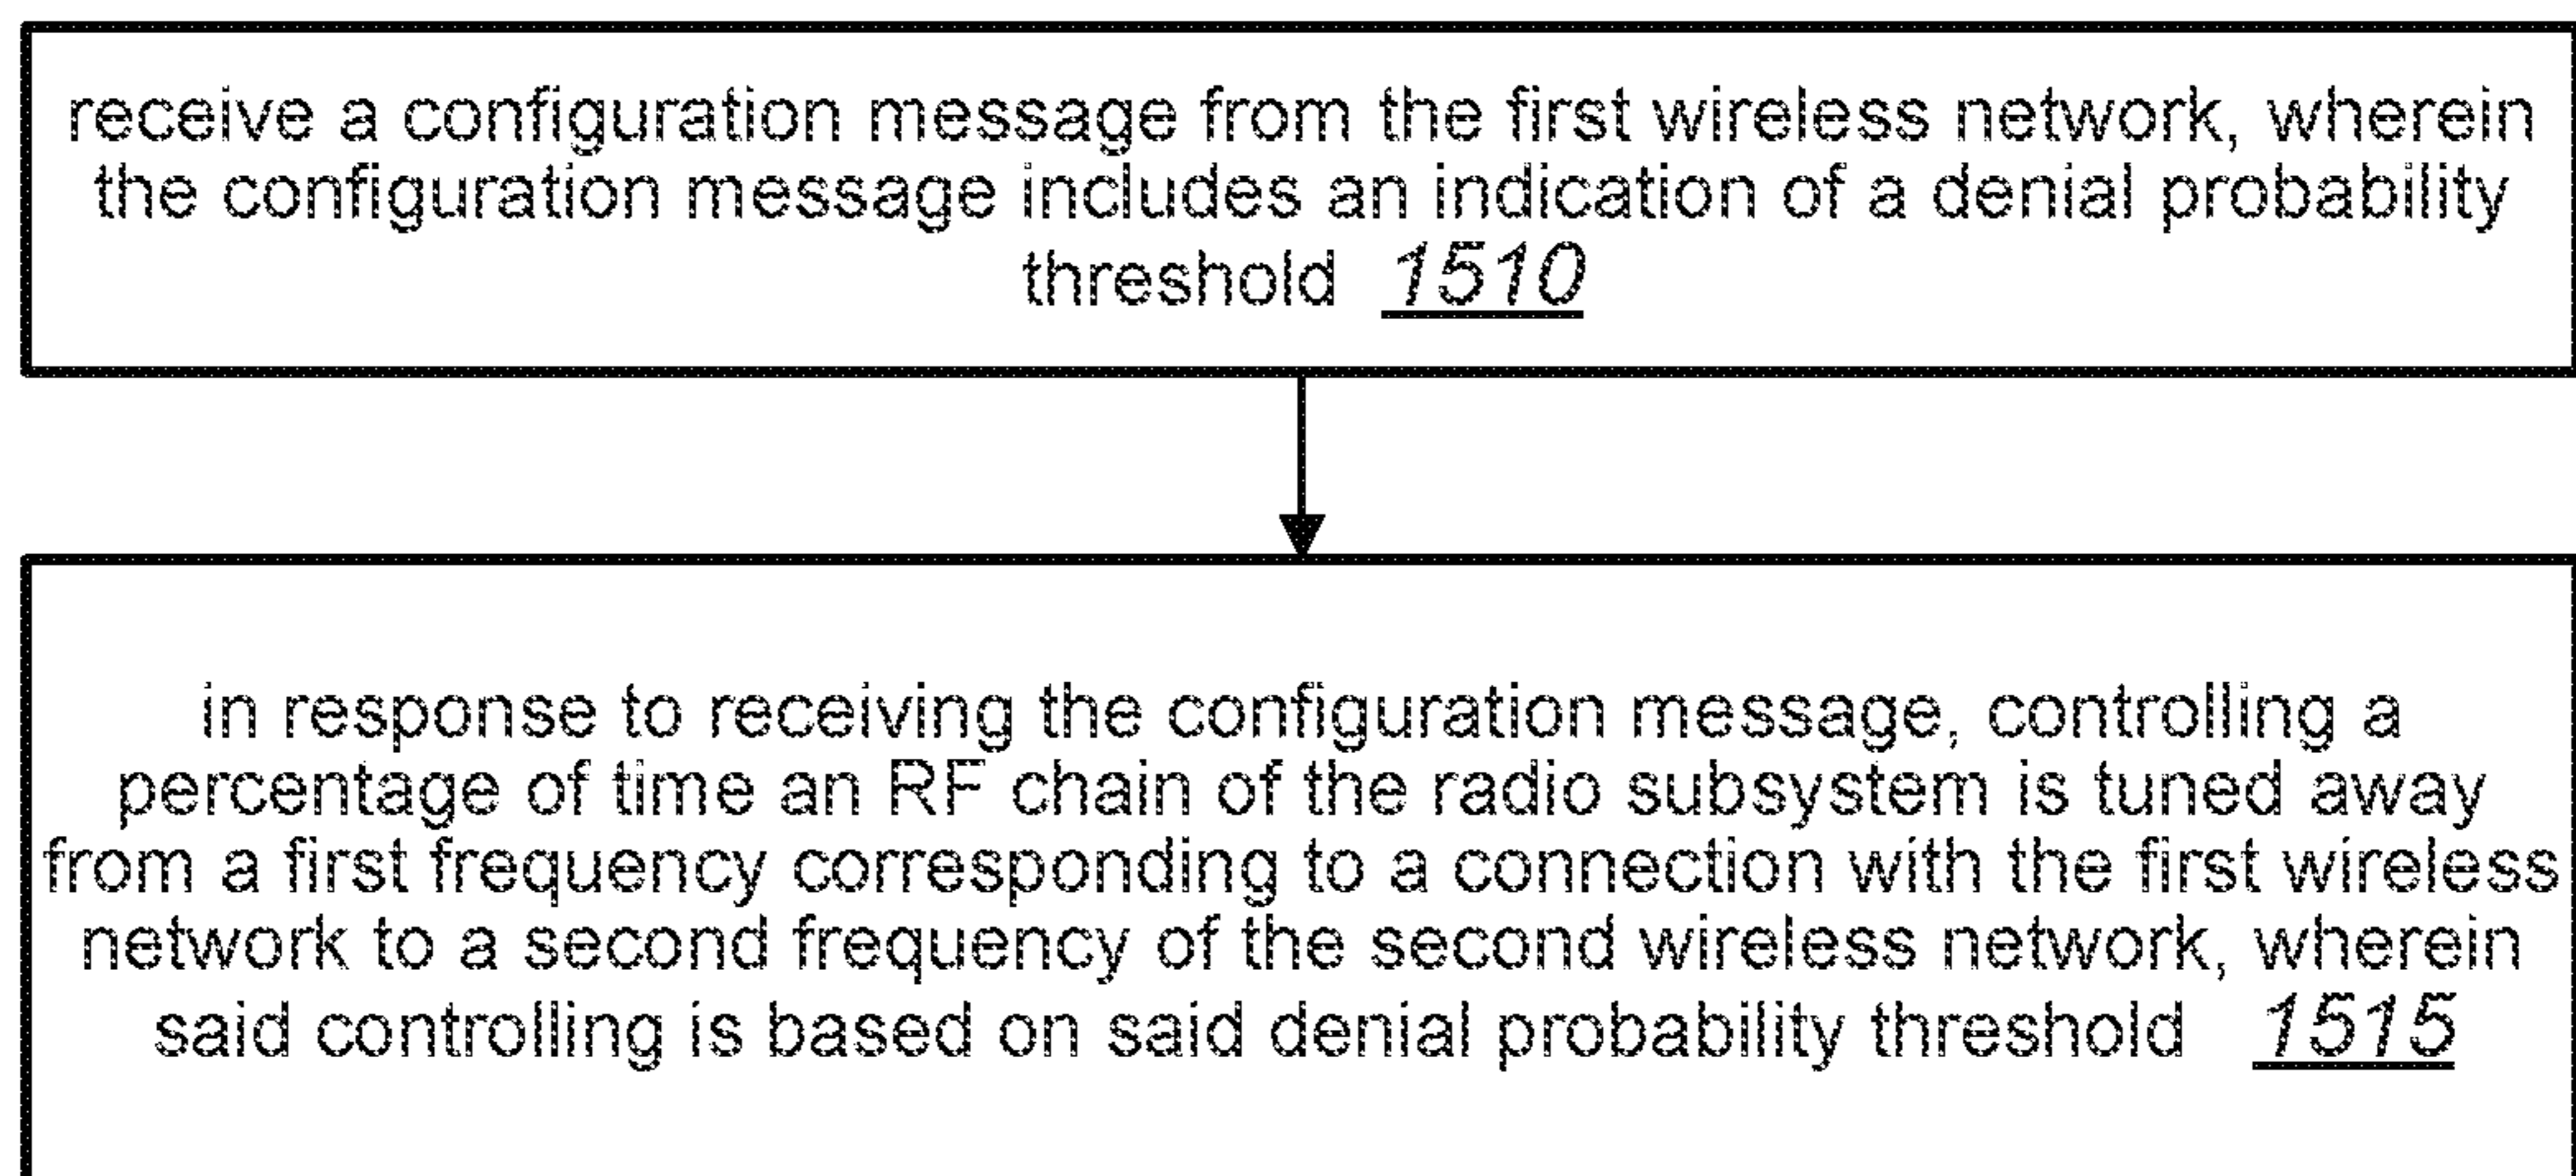 receive a configuration message from the first wireless network, wherein
the configuration message includes an indication of a denial probability
threshold 1510
in response to receiving the configuration message, controlling a
percentage of time an RF chain of the radio subsystem is tuned away
from a first frequency corresponding to a connection with the first wireless
network to a second frequency of the second wireless network, wherein
said controlling is based on said denial probability threshold 1515